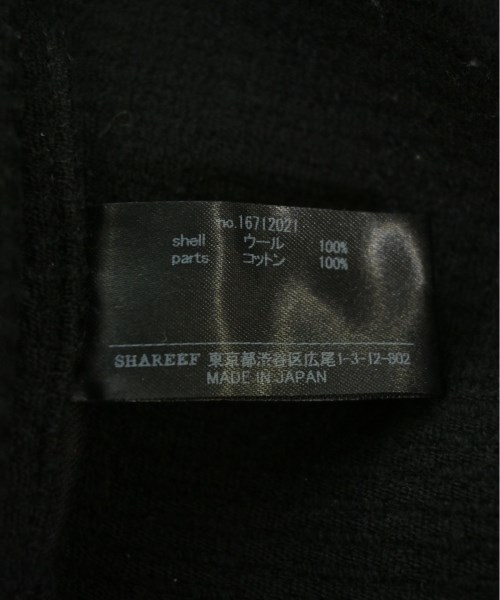 no.16712021
shell ウール 100%
parts コットン 100%
SHAREEF 東京都渋谷区広尾1-3-12-802
MADE IN JAPAN